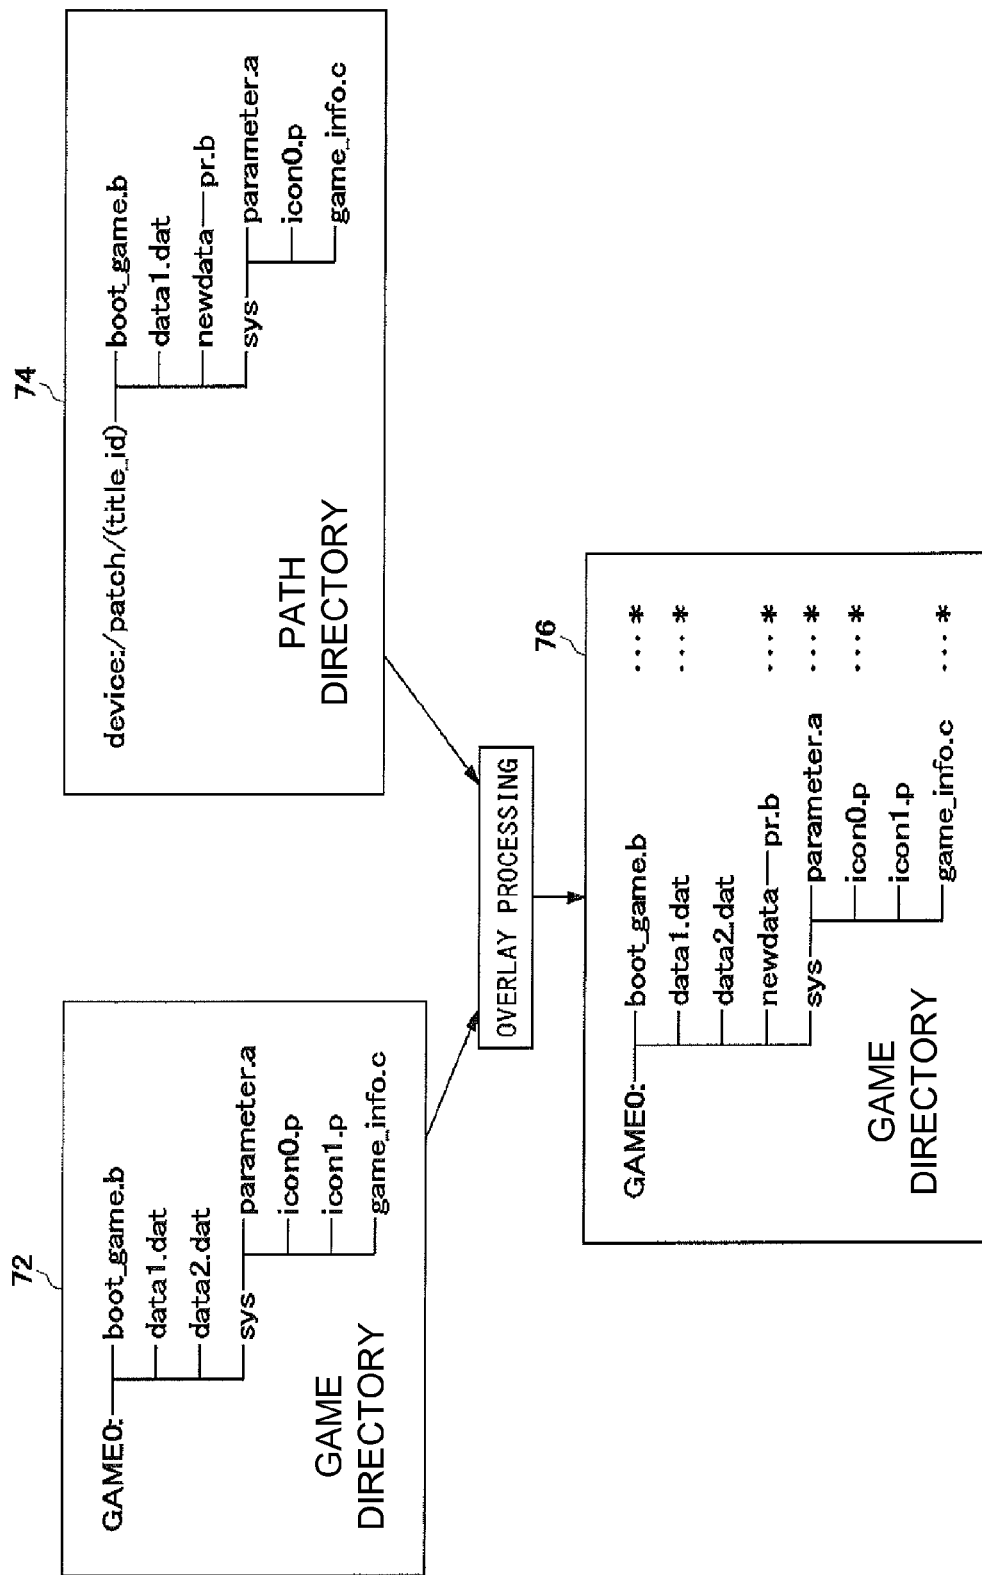 72
GAME0:
boot_game.b
data1.dat
data2.dat
sys
parameter.a
icon0.p
icon1.p
game_info.c
GAME
DIRECTORY
74
device:/patch/(title_id)
boot_game.b
data1.dat
newdata
pr.b
sys
parameter.a
icon0.p
game_info.c
PATH
DIRECTORY
OVERLAY PROCESSING
76
GAME0:
boot_game.b ...*
data1.dat ...*
data2.dat
newdata
pr.b ...*
sys
parameter.a ...*
icon0.p ...*
icon1.p
game_info.c ...*
GAME
DIRECTORY